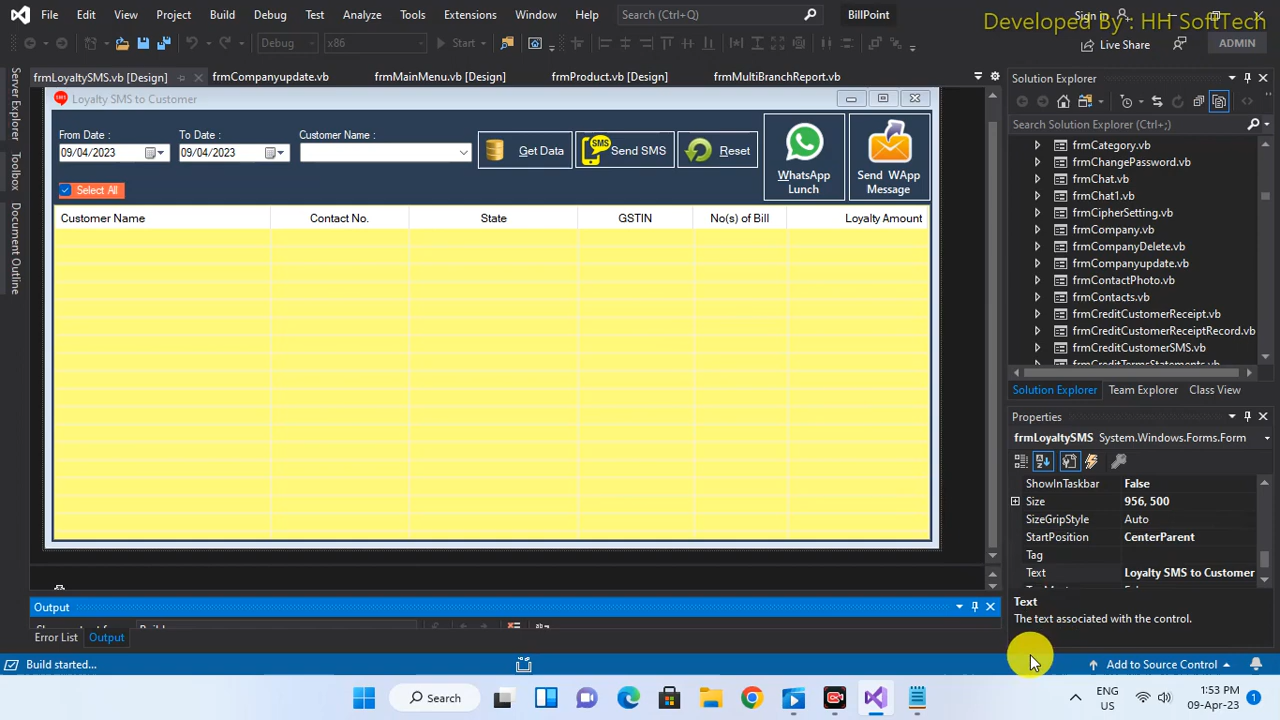 File Edit View Project Build Debug Test Analyze Tools Extensions Window Help Search (Ctrl+Q) BillPoint
Developed By : HH SoftTech
Debug x86 Start Live Share ADMIN
frmLoyaltySMS.vb [Design] frmCompanyupdate.vb frmMainMenu.vb [Design] frmProduct.vb [Design] frmMultiBranchReport.vb
Server Explorer
Toolbox
Document Outline
Loyalty SMS to Customer
From Date : To Date : Customer Name :
09/04/2023 09/04/2023 Get Data Send SMS Reset
WhatsApp Lunch
Send WApp Message
Select All
Customer Name Contact No. State GSTIN No(s) of Bill Loyalty Amount
Solution Explorer
Search Solution Explorer (Ctrl+;)
frmCategory.vb
frmChangePassword.vb
frmChat.vb
frmChat1.vb
frmCipherSetting.vb
frmCompany.vb
frmCompanyDelete.vb
frmCompanyupdate.vb
frmContactPhoto.vb
frmContacts.vb
frmCreditCustomerReceipt.vb
frmCreditCustomerReceiptRecord.vb
frmCreditCustomerSMS.vb
frmCreditTermsStatements.vb
Solution Explorer Team Explorer Class View
Properties
frmLoyaltySMS System.Windows.Forms.Form
ShowInTaskbar False
Size 956, 500
SizeGripStyle Auto
StartPosition CenterParent
Tag
Text Loyalty SMS to Customer
Text
The text associated with the control.
Output
Error List Output
Build started... Add to Source Control
Search
ENG
US
1:53 PM
09-Apr-23
1